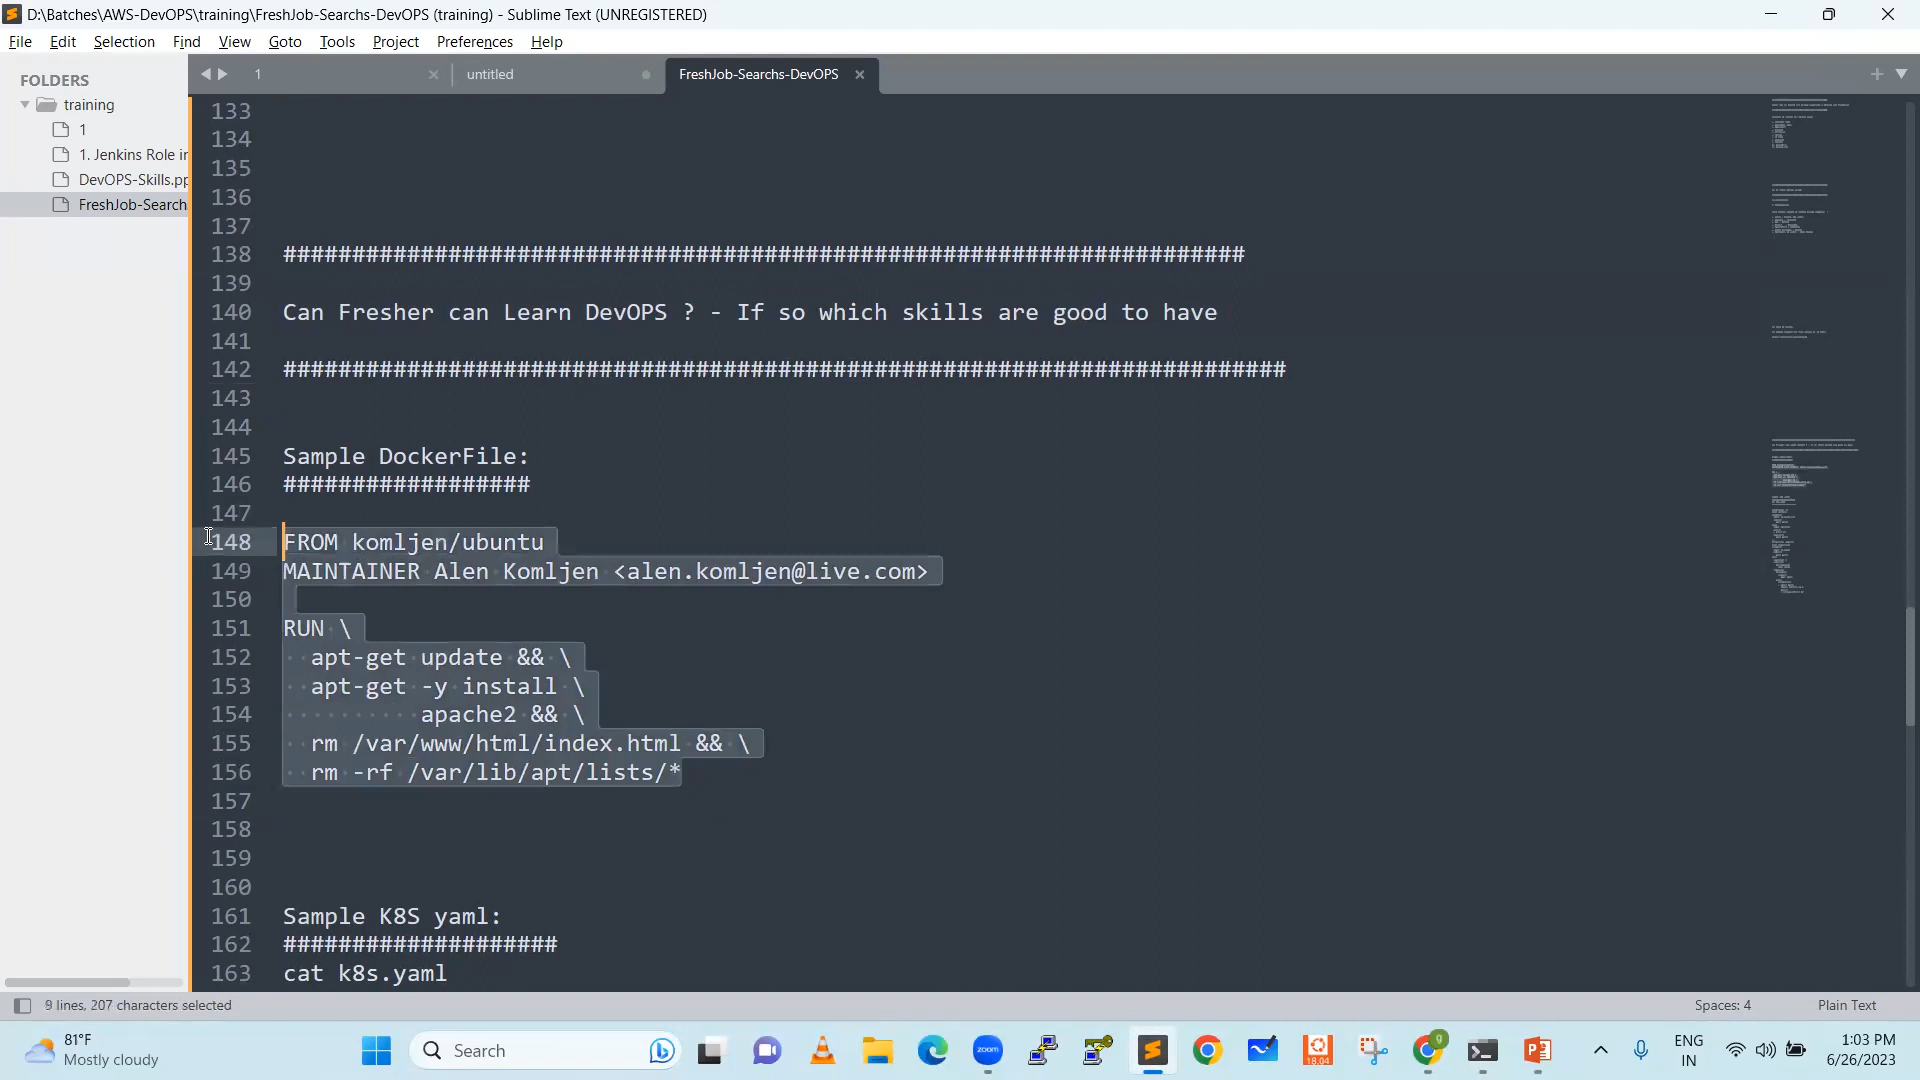 D:\Batches\AWS-DevOPS\training\FreshJob-Searchs-DevOPS (training) - Sublime Text (UNREGISTERED)
File Edit Selection Find View Goto Tools Project Preferences Help
FOLDERS
training
1
1. Jenkins Role in
DevOPS-Skills.pp
FreshJob-Search
1
untitled
FreshJob-Searchs-DevOPS
133
134
135
136
137
138 ######################################################################
139
140 Can Fresher can Learn DevOPS ? - If so which skills are good to have
141
142 #########################################################################
143
144
145 Sample DockerFile:
146 ##################
147
148 FROM komljen/ubuntu
149 MAINTAINER Alen Komljen <alen.komljen@live.com>
150
151 RUN \
152 apt-get update && \
153 apt-get -y install \
154 apache2 && \
155 rm /var/www/html/index.html && \
156 rm -rf /var/lib/apt/lists/*
157
158
159
160
161 Sample K8S yaml:
162 ####################
163 cat k8s.yaml
9 lines, 207 characters selected
Spaces: 4
Plain Text
81°F
Mostly cloudy
Search
zoom
18.04
9
ENG
IN
1:03 PM
6/26/2023